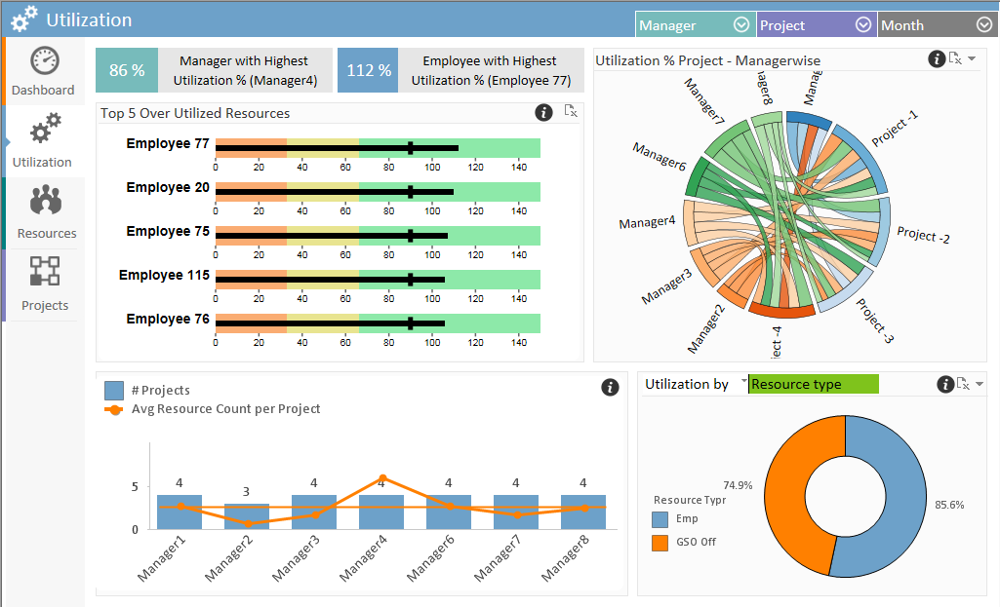 Utilization
Manager
Project
Month
Dashboard
Utilization
Resources
Projects
86 %
Manager with Highest
Utilization % (Manager4)
112 %
Employee with Highest
Utilization % (Employee 77)
Top 5 Over Utilized Resources
Employee 77
0 20 40 60 80 100 120 140
Employee 20
0 20 40 60 80 100 120 140
Employee 75
0 20 40 60 80 100 120 140
Employee 115
0 20 40 60 80 100 120 140
Employee 76
0 20 40 60 80 100 120 140
Utilization % Project - Managerwise
Manag
Project -1
Project -2
Project -3
ject -4
Manager2
Manager3
Manager4
Manager6
Manager7
nager8
# Projects
Avg Resource Count per Project
5
0
4 3 4 4 4 4 4
Manager1
Manager2
Manager3
Manager4
Manager6
Manager7
Manager8
Utilization by
Resource type
74.9%
85.6%
Resource Typr
Emp
GSO Off